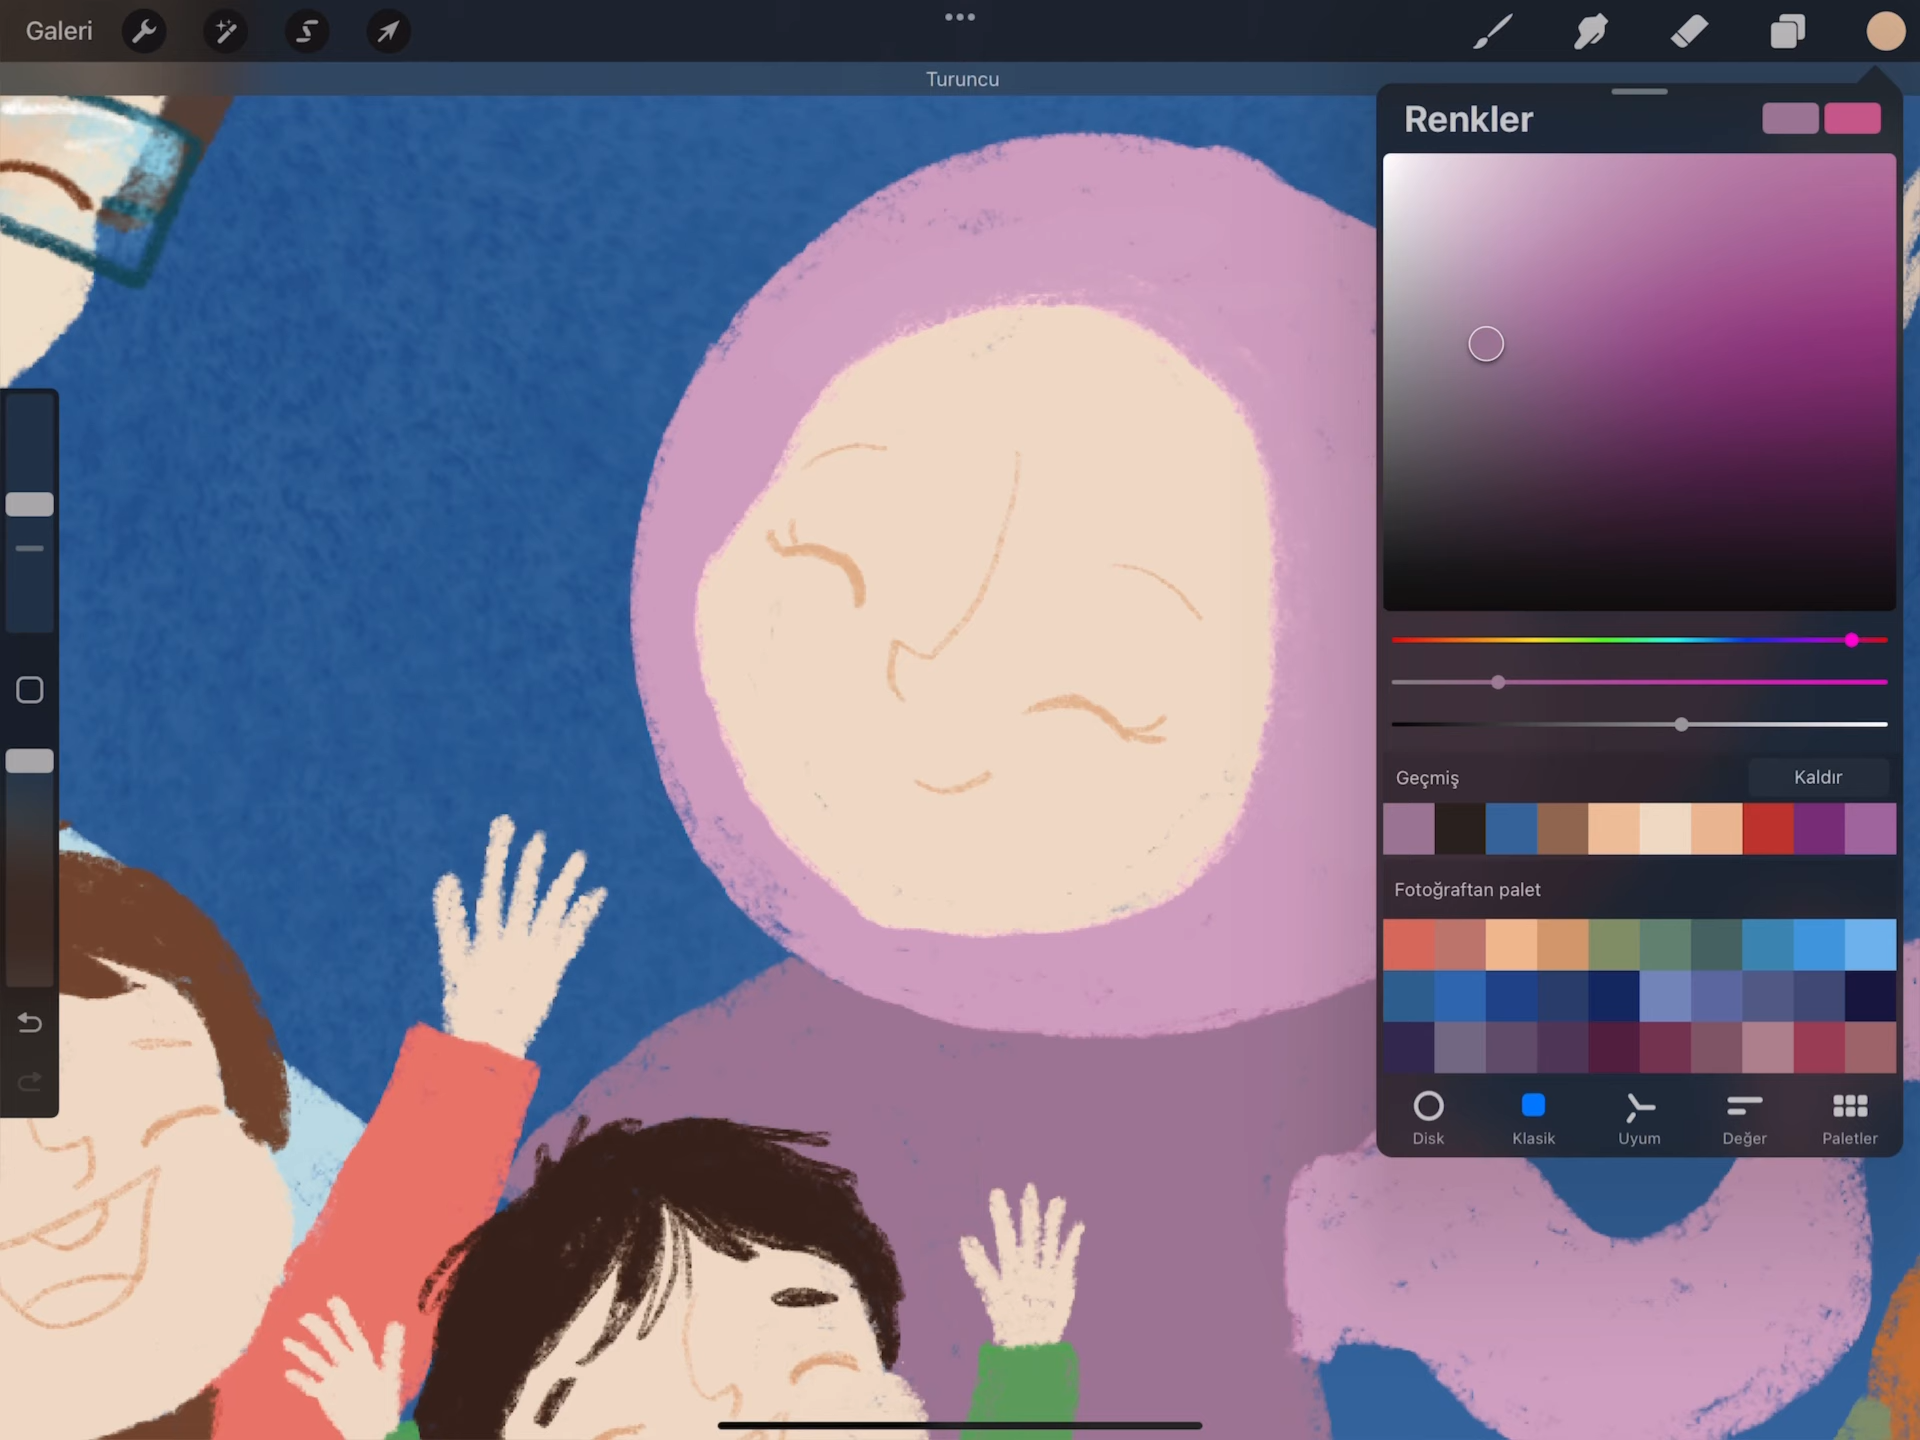 Galeri
Turuncu
Renkler
Geçmiş
Kaldır
Fotoğraftan palet
Disk
Klasik
Uyum
Değer
Paletler